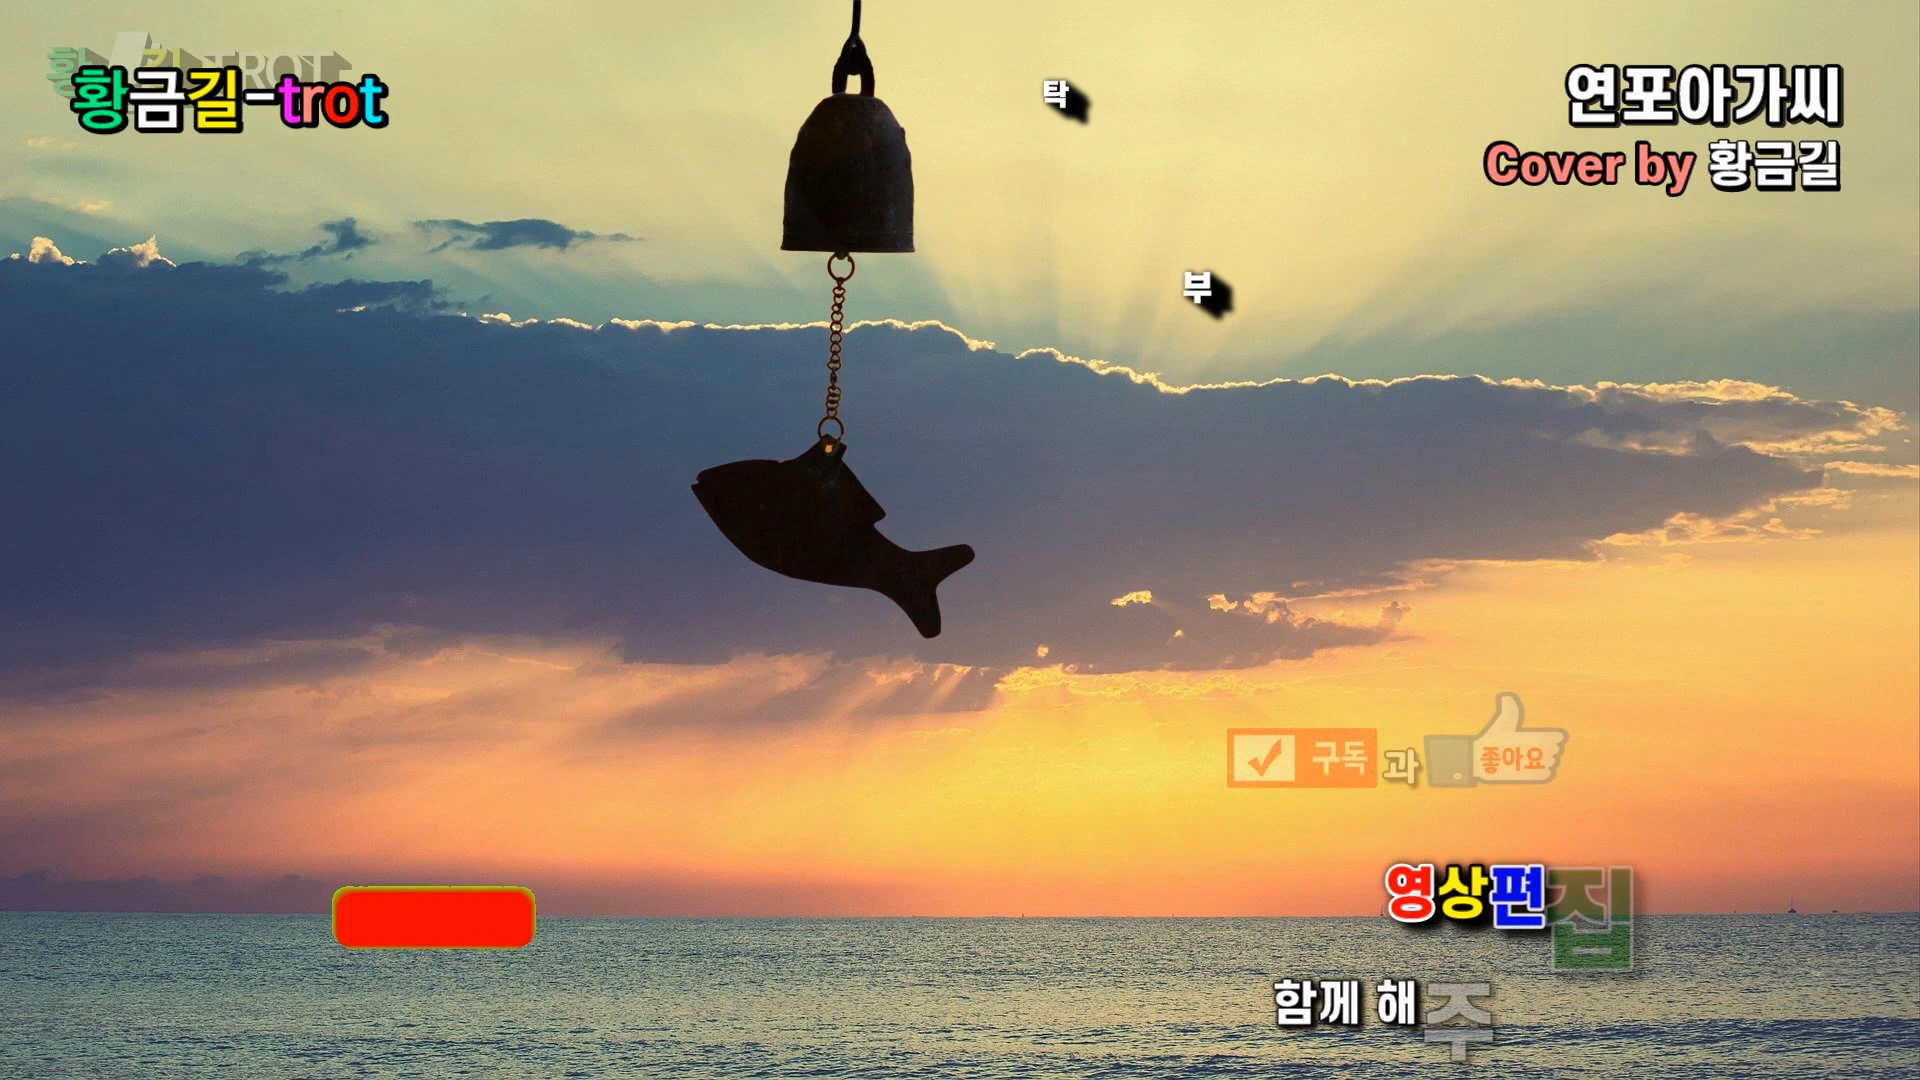 황금길-trot
연포아가씨
Cover by 황금길
탁
부
구독 과 좋아요
영상편집
함께 해주